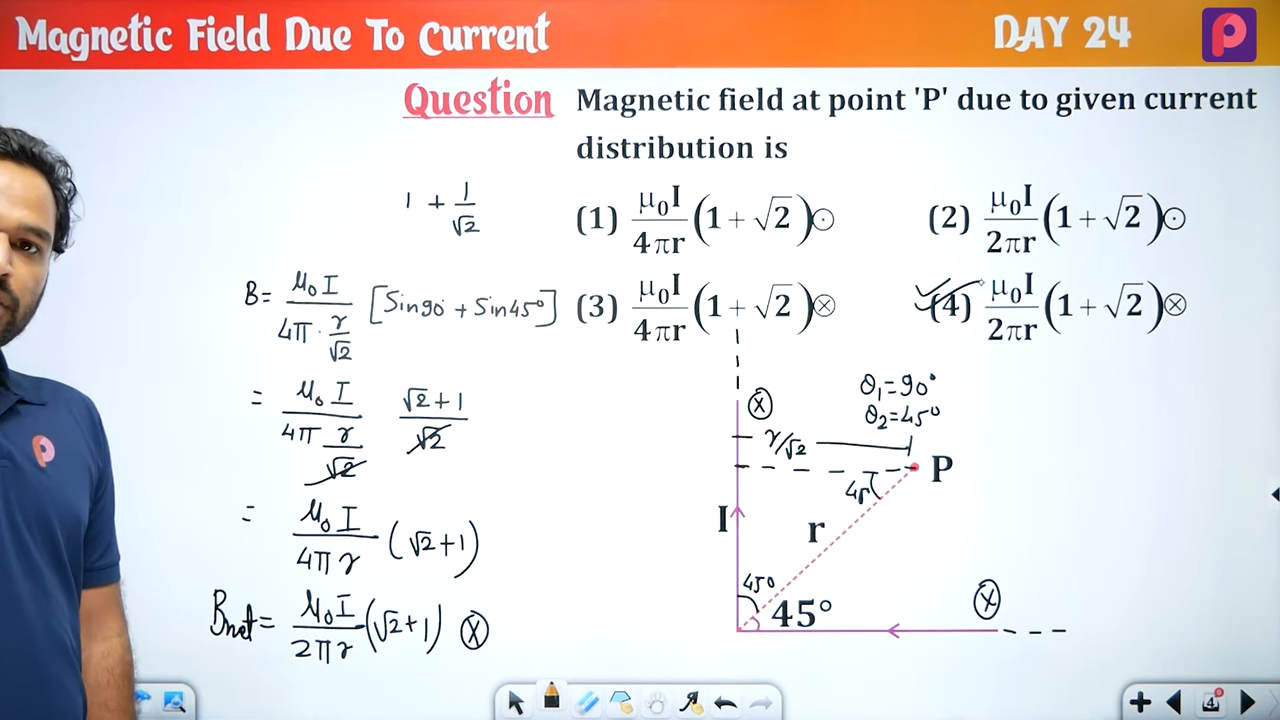 Magnetic Field Due To Current
DAY 24
Question Magnetic field at point 'P' due to given current
distribution is
1 + 1/√2
(1) μ₀I/4πr (1 + √2)⊙
(2) μ₀I/2πr (1 + √2)⊙
(3) μ₀I/4πr (1 + √2)⊗
(4) μ₀I/2πr (1 + √2)⊗
B = μ₀I/(4π · r/√2) [Sin90° + Sin45°]
= μ₀I/(4π r/√2) (√2+1)/√2
= μ₀I/4πr (√2+1)
Bnet = μ₀I/2πr (√2+1) ⊗
⊗
θ₁=90°
θ₂=45°
r/√2
P
45°
I
r
45°
45°
⊗
4